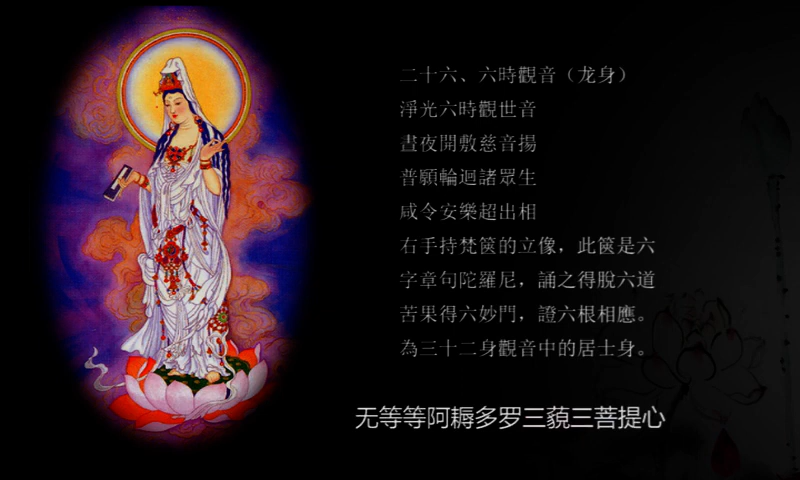 二十六、六時觀音（龙身）
淨光六時觀世音
晝夜開敷慈音揚
普願輪迴諸眾生
咸令安樂超出相
右手持梵篋的立像，此篋是六
字章句陀羅尼，誦之得脫六道
苦果得六妙門，證六根相應。
為三十二身觀音中的居士身。
无等等阿耨多罗三藐三菩提心